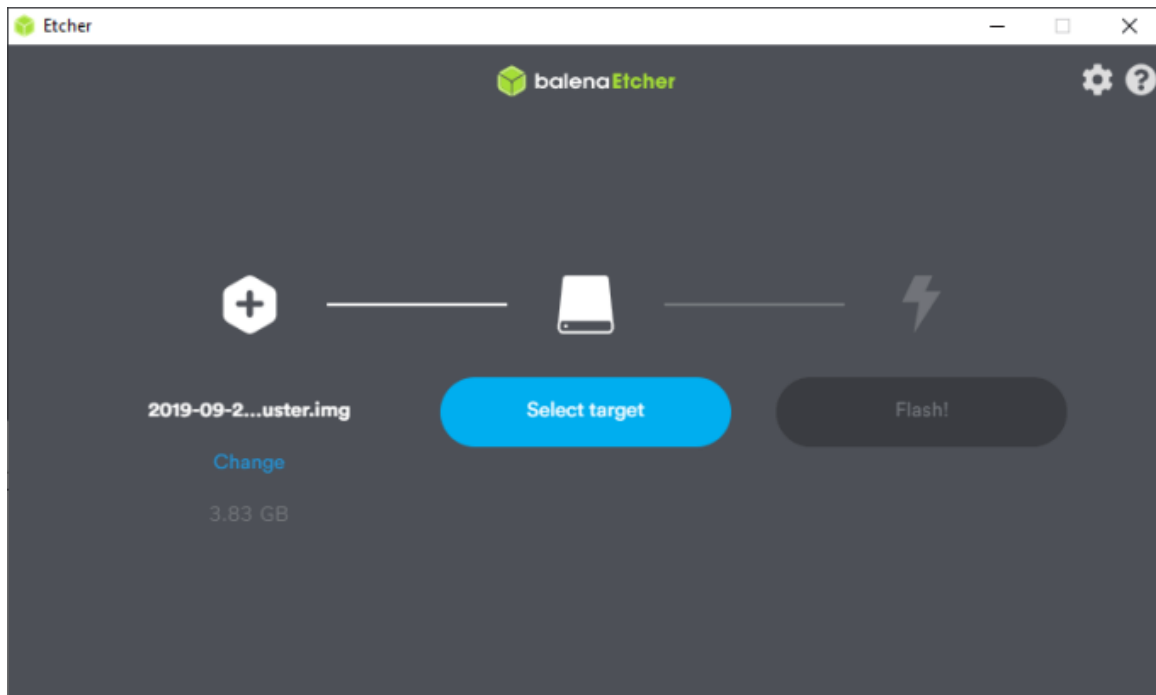 Etcher
balenaEtcher
2019-09-2...uster.img
Select target
Flash!
Change
3.83 GB